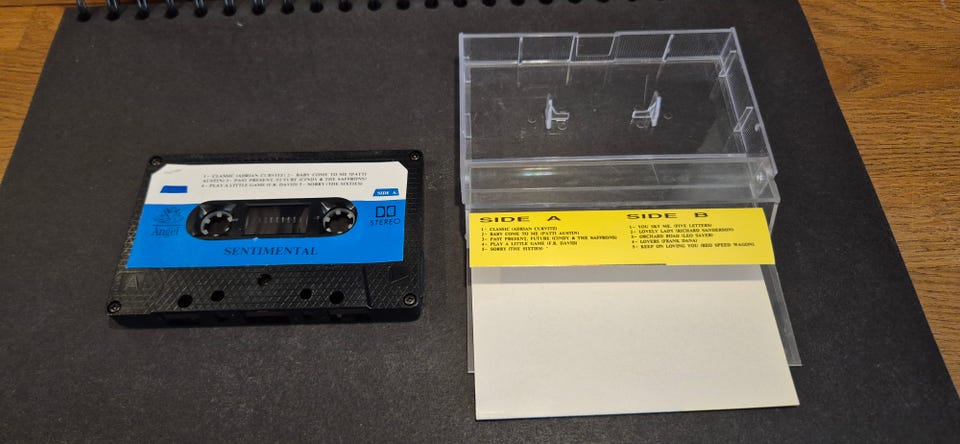 1- CLASSIC (ADRIAN CURVITZ) 2- BABY COME TO ME (PATTI
AUSTIN) 3- PAST PRESENT, FUTURE (CINDY & THE SAFFRONS)
4- PLAY A LITTLE GAME (F.R. DAVID) 5- SORRY (THE SIXTIES)
SIDE A
Angel
STEREO
SENTIMENTAL
A
SIDE A
1- CLASSIC (ADRIAN CURVITZ)
2- BABY COME TO ME (PATTI AUSTIN)
3- PAST PRESENT, FUTURE (CINDY & THE SAFFRONS)
4- PLAY A LITTLE GAME (F.R. DAVID)
5- SORRY (THE SIXTIES)
SIDE B
1- YOU SET ME (FIVE LETTERS)
2- LOVELY LADY (RICHARD SANDERSON)
3- ORCHARD ROAD (LEO SAYER)
4- LOVERS (FRANK DANA)
5- KEEP ON LOVING YOU (REO SPEED WAGON)